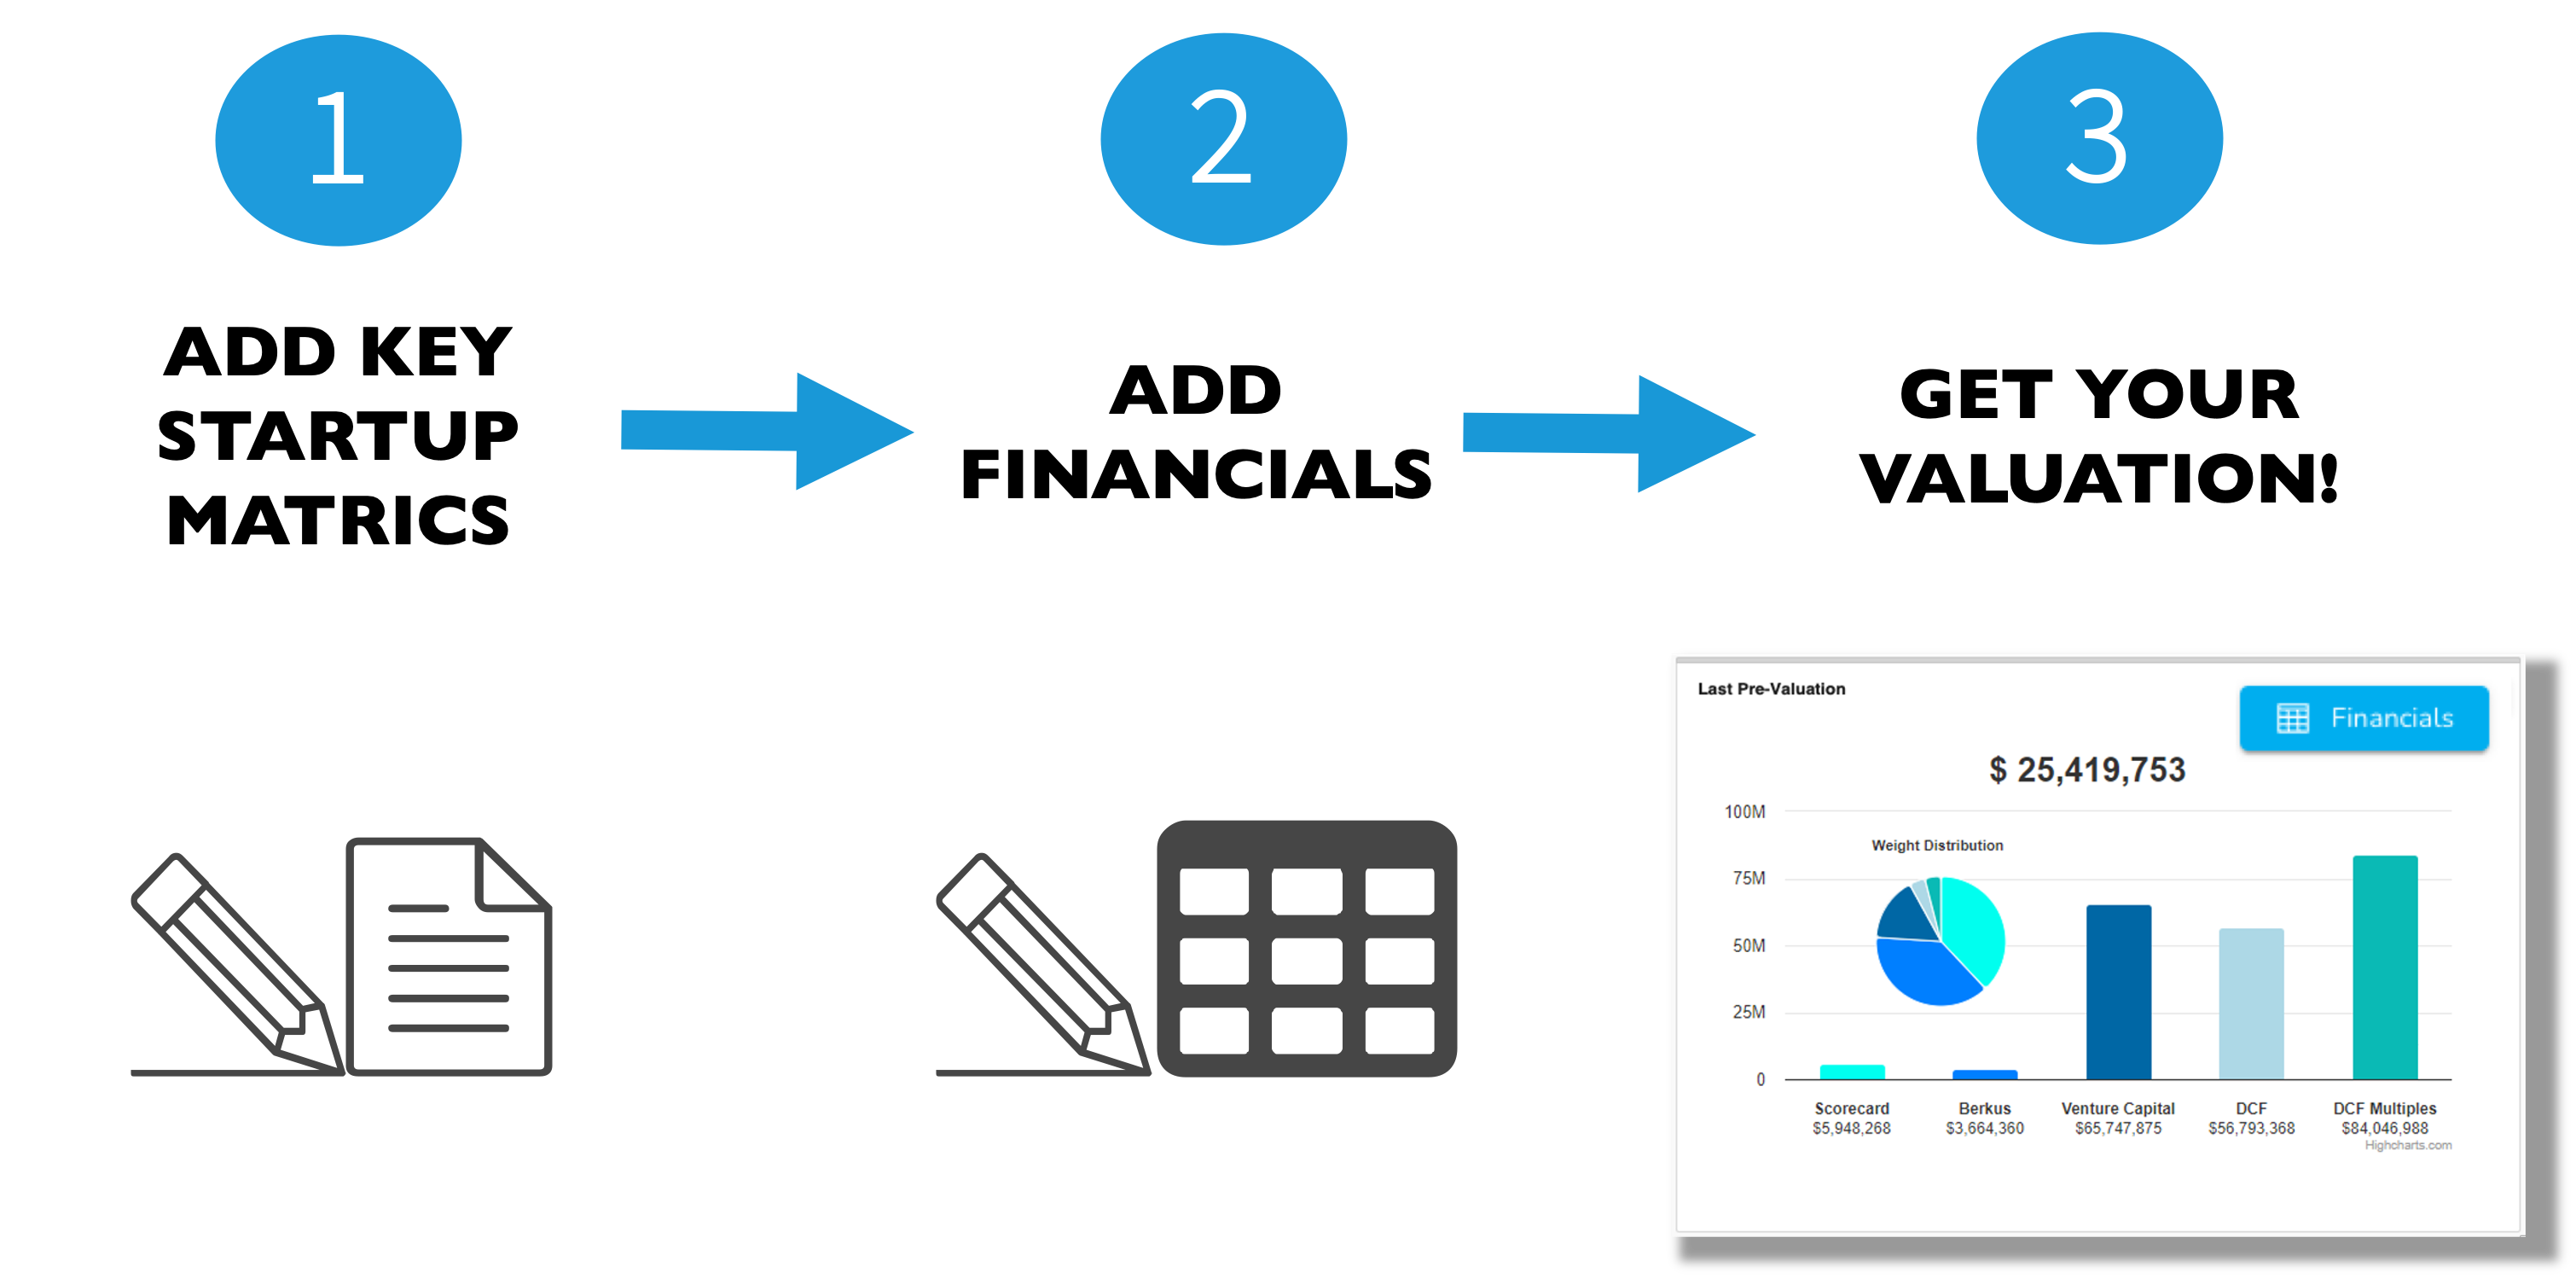 1
ADD KEY
STARTUP
MATRICS
2
ADD
FINANCIALS
3
GET YOUR
VALUATION!
Last Pre-Valuation
Financials
$ 25,419,753
100M
75M
50M
25M
0
Weight Distribution
Scorecard
$5,948,268
Berkus
$3,664,360
Venture Capital
$65,747,875
DCF
$56,793,368
DCF Multiples
$84,046,988
Highcharts.com